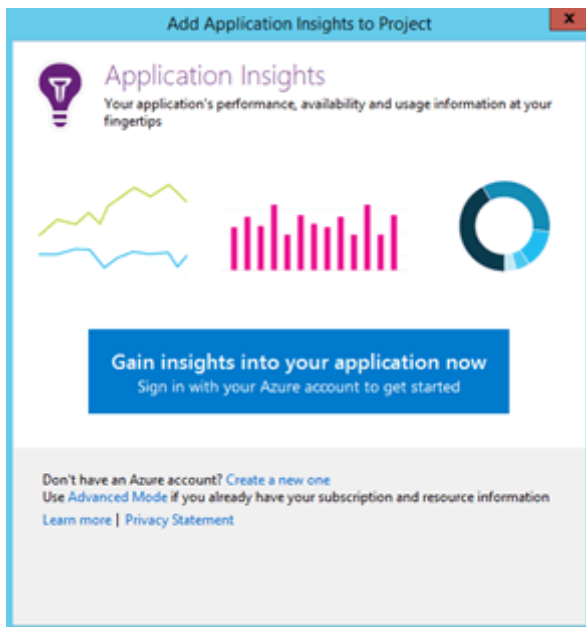 Add Application Insights to Project
x
Application Insights
Your application's performance, availability and usage information at your
fingertips
Gain insights into your application now
Sign in with your Azure account to get started
Don't have an Azure account? Create a new one
Use Advanced Mode if you already have your subscription and resource information
Learn more | Privacy Statement